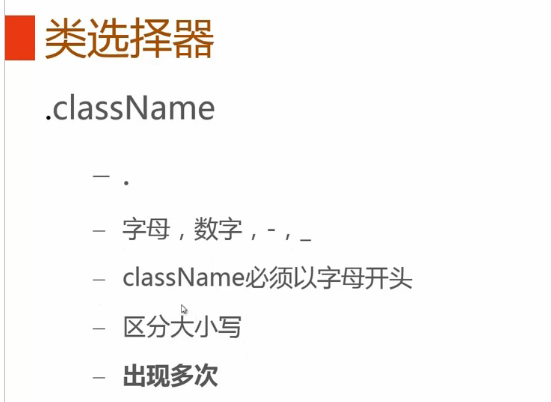 类选择器
.className
– .
– 字母，数字，-，_
– className必须以字母开头
– 区分大小写
– 出现多次